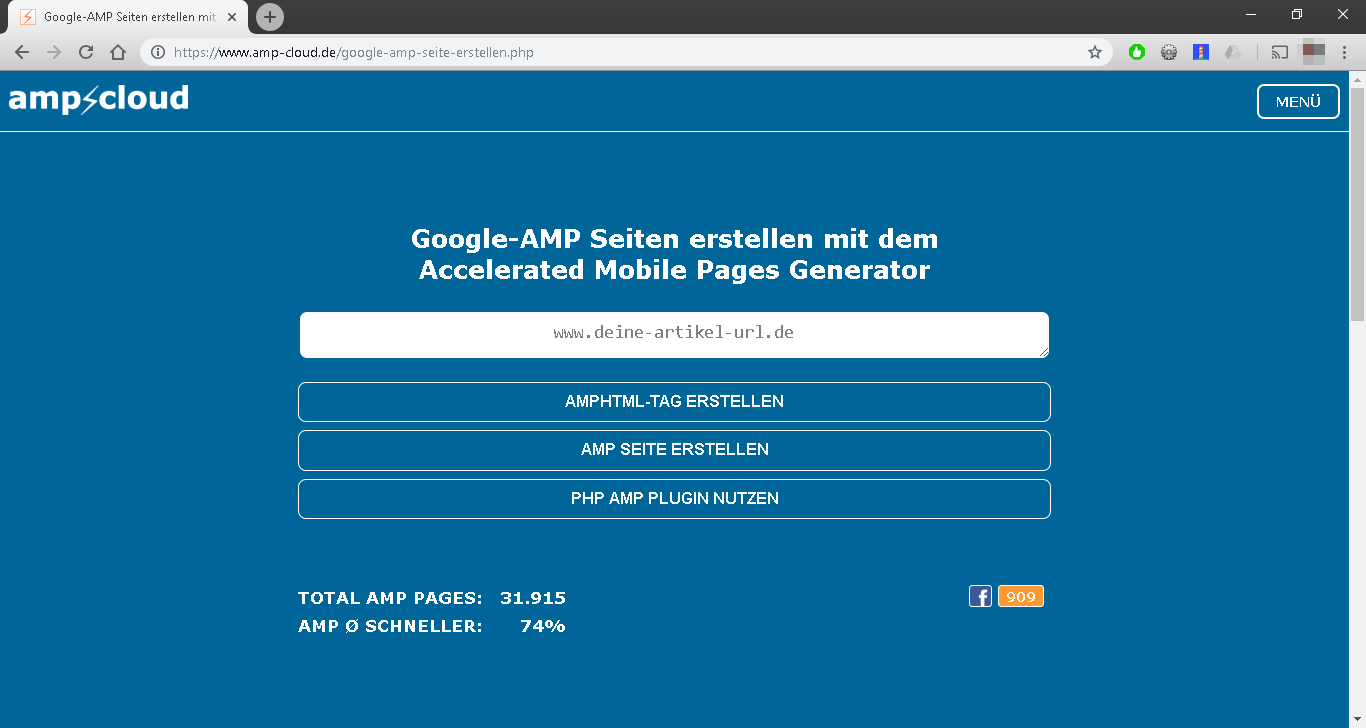 Google-AMP Seiten erstellen mit
https://www.amp-cloud.de/google-amp-seite-erstellen.php
amp cloud
MENÜ
Google-AMP Seiten erstellen mit dem
Accelerated Mobile Pages Generator
www.deine-artikel-url.de
AMPHTML-TAG ERSTELLEN
AMP SEITE ERSTELLEN
PHP AMP PLUGIN NUTZEN
TOTAL AMP PAGES: 31.915
f 909
AMP Ø SCHNELLER: 74%